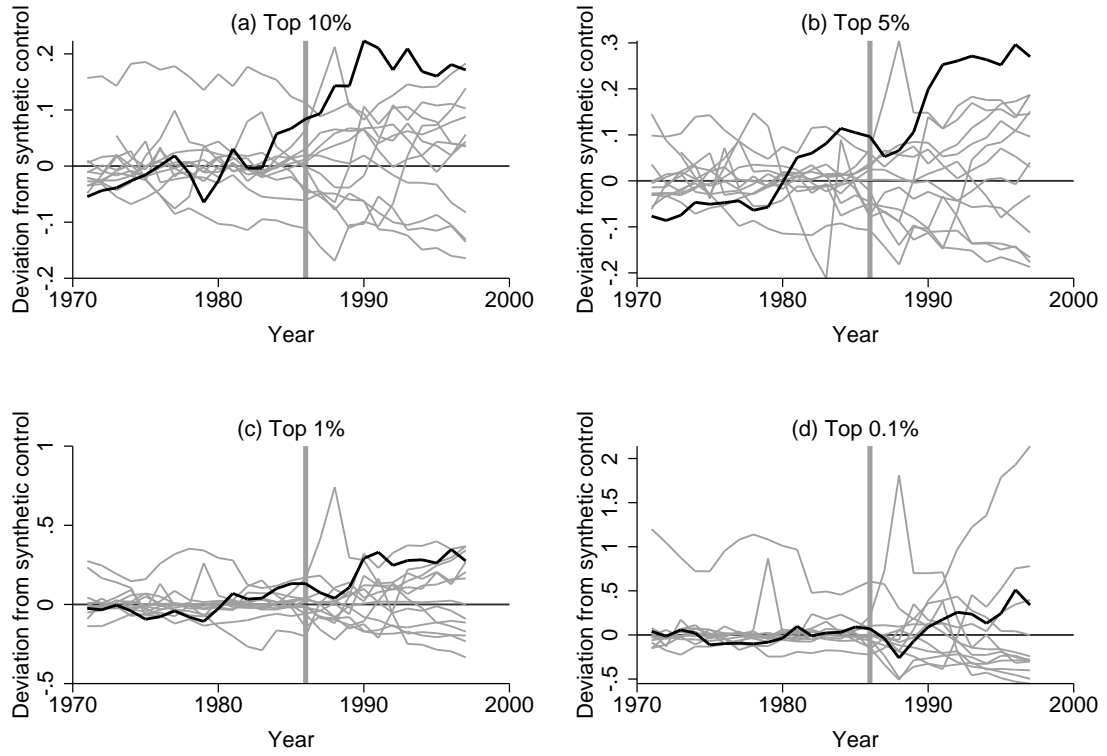 (a) Top 10%
Deviation from synthetic control
.2
.1
0
-.1
-.2
1970 1980 1990 2000
Year
(b) Top 5%
Deviation from synthetic control
.3
.2
.1
0
-.1
-.2
1970 1980 1990 2000
Year
(c) Top 1%
Deviation from synthetic control
1
.5
0
-.5
1970 1980 1990 2000
Year
(d) Top 0.1%
Deviation from synthetic control
2
1.5
1
.5
0
-.5
1970 1980 1990 2000
Year